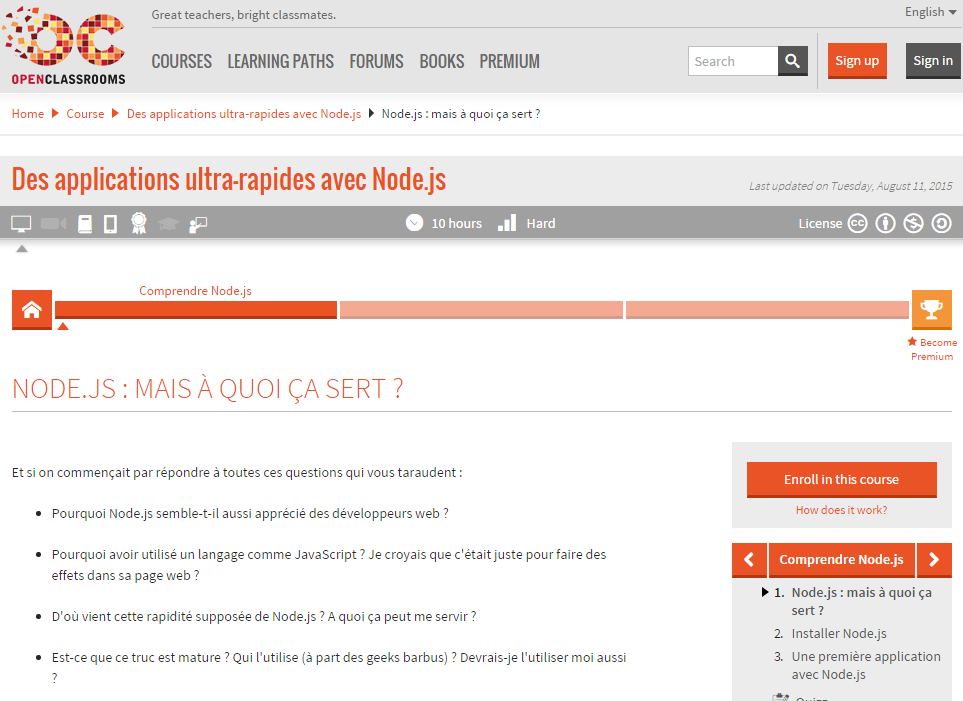 Great teachers, bright classmates.
English
OPENCLASSROOMS
COURSES LEARNING PATHS FORUMS BOOKS PREMIUM
Search
Sign up
Sign in
Home Course Des applications ultra-rapides avec Node.js Node.js : mais à quoi ça sert ?
Des applications ultra-rapides avec Node.js
Last updated on Tuesday, August 11, 2015
10 hours Hard
License
Comprendre Node.js
Become
Premium
NODE.JS : MAIS À QUOI ÇA SERT ?
Et si on commençait par répondre à toutes ces questions qui vous taraudent :
Pourquoi Node.js semble-t-il aussi apprécié des développeurs web ?
Pourquoi avoir utilisé un langage comme JavaScript ? Je croyais que c'était juste pour faire des
effets dans sa page web ?
D'où vient cette rapidité supposée de Node.js ? A quoi ça peut me servir ?
Est-ce que ce truc est mature ? Qui l'utilise (à part des geeks barbus) ? Devrais-je l'utiliser moi aussi
?
Enroll in this course
How does it work?
Comprendre Node.js
1. Node.js : mais à quoi ça
sert ?
2. Installer Node.js
3. Une première application
avec Node.js